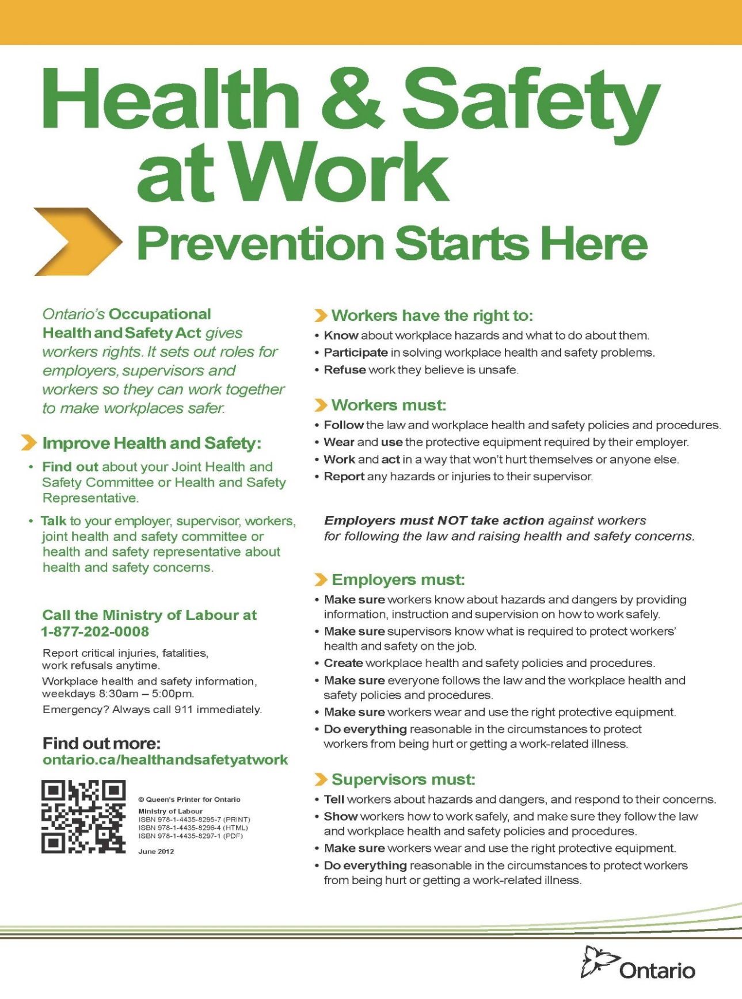 Health & Safety
at Work
Prevention Starts Here
Ontario's Occupational
Health and Safety Act gives
workers rights. It sets out roles for
employers, supervisors and
workers so they can work together
to make workplaces safer.
Improve Health and Safety:
• Find out about your Joint Health and
Safety Committee or Health and Safety
Representative.
• Talk to your employer, supervisor, workers,
joint health and safety committee or
health and safety representative about
health and safety concerns.
Call the Ministry of Labour at
1-877-202-0008
Report critical injuries, fatalities,
work refusals anytime.
Workplace health and safety information,
weekdays 8:30am – 5:00pm.
Emergency? Always call 911 immediately.
Find out more:
ontario.ca/healthandsafetyatwork
© Queen's Printer for Ontario
Ministry of Labour
ISBN 978-1-4435-8295-7 (PRINT)
ISBN 978-1-4435-8296-4 (HTML)
ISBN 978-1-4435-8297-1 (PDF)
June 2012
Workers have the right to:
• Know about workplace hazards and what to do about them.
• Participate in solving workplace health and safety problems.
• Refuse work they believe is unsafe.
Workers must:
• Follow the law and workplace health and safety policies and procedures.
• Wear and use the protective equipment required by their employer.
• Work and act in a way that won't hurt themselves or anyone else.
• Report any hazards or injuries to their supervisor.
Employers must NOT take action against workers
for following the law and raising health and safety concerns.
Employers must:
• Make sure workers know about hazards and dangers by providing
information, instruction and supervision on how to work safely.
• Make sure supervisors know what is required to protect workers'
health and safety on the job.
• Create workplace health and safety policies and procedures.
• Make sure everyone follows the law and the workplace health and
safety policies and procedures.
• Make sure workers wear and use the right protective equipment.
• Do everything reasonable in the circumstances to protect
workers from being hurt or getting a work-related illness.
Supervisors must:
• Tell workers about hazards and dangers, and respond to their concerns.
• Show workers how to work safely, and make sure they follow the law
and workplace health and safety policies and procedures.
• Make sure workers wear and use the right protective equipment.
• Do everything reasonable in the circumstances to protect workers
from being hurt or getting a work-related illness.
Ontario